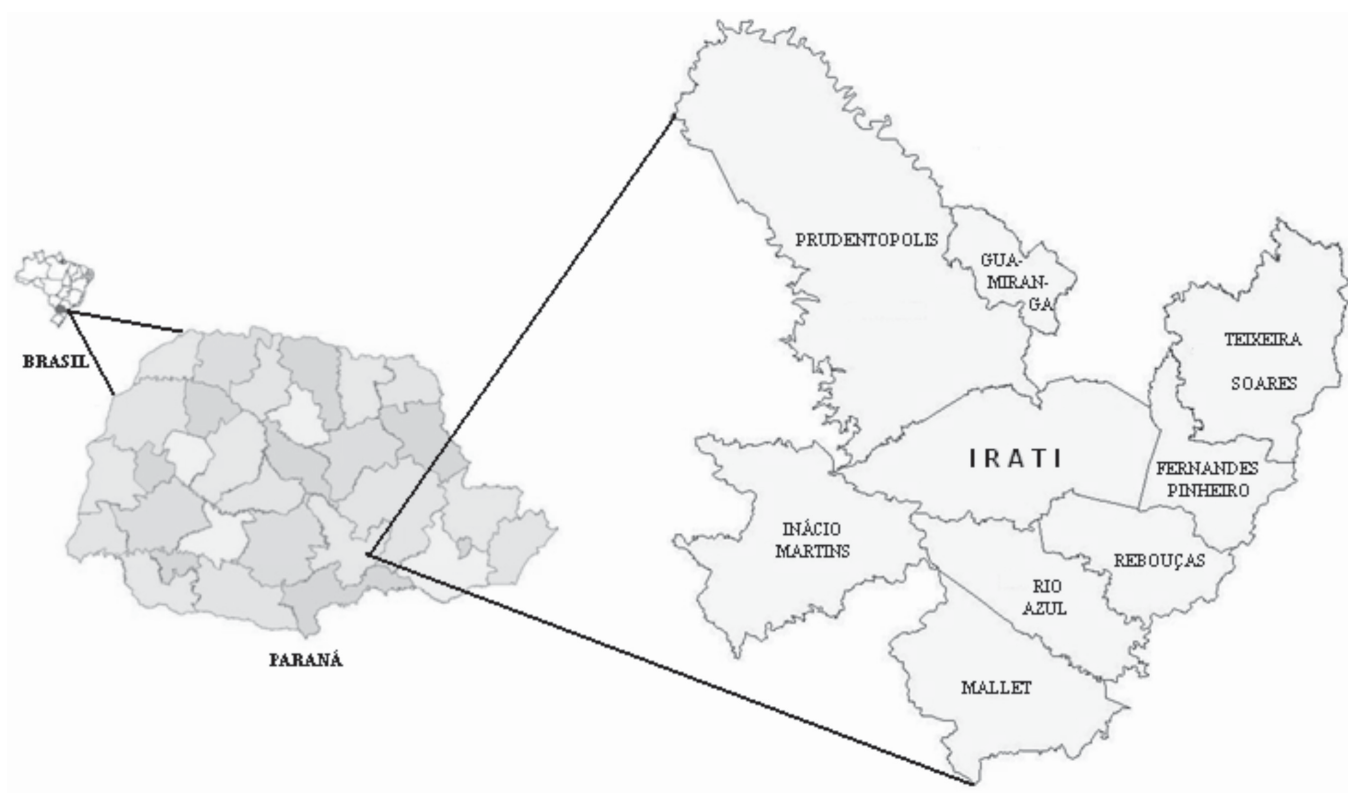 BRASIL
PARANÁ
PRUDENTOPOLIS
GUA-
MIRAN-
GA
TEIXEIRA
SOARES
IRATI
FERNANDES
PINHEIRO
INÁCIO
MARTINS
REBOUÇAS
RIO
AZUL
MALLET